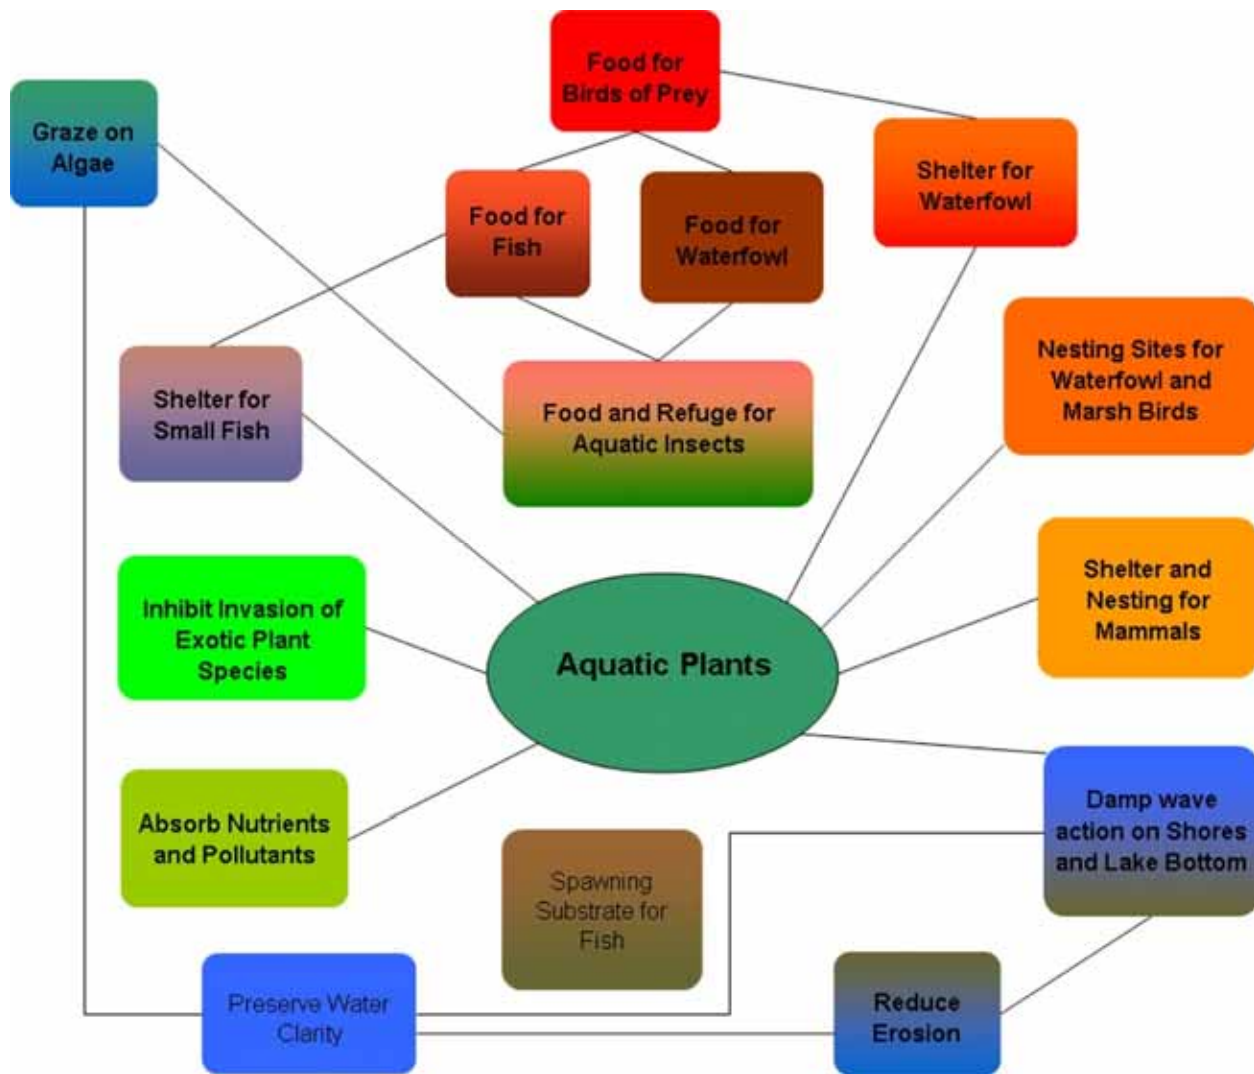 Food for
Birds of Prey
Graze on
Algae
Shelter for
Waterfowl
Food for
Fish
Food for
Waterfowl
Nesting Sites for
Waterfowl and
Marsh Birds
Shelter for
Small Fish
Food and Refuge for
Aquatic Insects
Shelter and
Nesting for
Mammals
Inhibit Invasion of
Exotic Plant
Species
Aquatic Plants
Damp wave
action on Shores
and Lake Bottom
Absorb Nutrients
and Pollutants
Spawning
Substrate for
Fish
Preserve Water
Clarity
Reduce
Erosion